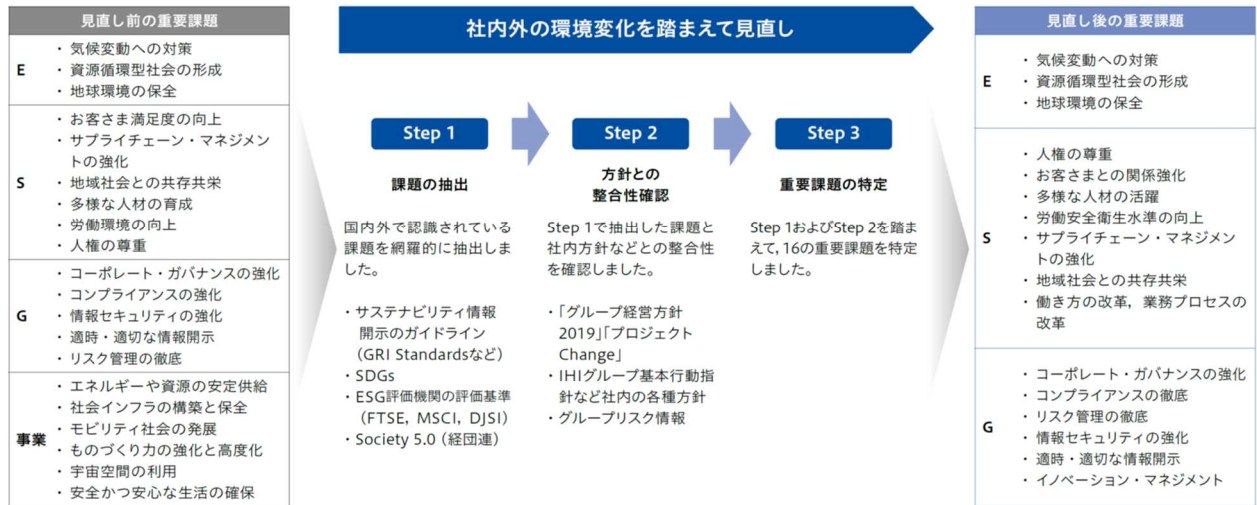 見直し前の重要課題
E
・ 気候変動への対策
・ 資源循環型社会の形成
・ 地球環境の保全
S
・ お客さま満足度の向上
・ サプライチェーン・マネジメン
トの強化
・ 地域社会との共存共栄
・ 多様な人材の育成
・ 労働環境の向上
・ 人権の尊重
G
・ コーポレート・ガバナンスの強化
・ コンプライアンスの強化
・ 情報セキュリティの強化
・ 適時・適切な情報開示
・ リスク管理の徹底
事業
・ エネルギーや資源の安定供給
・ 社会インフラの構築と保全
・ モビリティ社会の発展
・ ものづくり力の強化と高度化
・ 宇宙空間の利用
・ 安全かつ安心な生活の確保
社内外の環境変化を踏まえて見直し
Step 1
課題の抽出
国内外で認識されている
課題を網羅的に抽出しま
した。
・サステナビリティ情報
開示のガイドライン
（GRI Standardsなど）
・SDGs
・ESG評価機関の評価基準
（FTSE, MSCI, DJSI）
・Society 5.0（経団連）
Step 2
方針との
整合性確認
Step 1で抽出した課題と
社内方針などとの整合性
を確認しました。
・「グループ経営方針
2019」「プロジェクト
Change」
・IHIグループ基本行動指
針など社内の各種方針
・グループリスク情報
Step 3
重要課題の特定
Step 1およびStep 2を踏ま
えて，16の重要課題を特定
しました。
見直し後の重要課題
E
・ 気候変動への対策
・ 資源循環型社会の形成
・ 地球環境の保全
S
・ 人権の尊重
・ お客さまとの関係強化
・ 多様な人材の活躍
・ 労働安全衛生水準の向上
・ サプライチェーン・マネジメン
トの強化
・ 地域社会との共存共栄
・ 働き方の改革，業務プロセスの
改革
G
・ コーポレート・ガバナンスの強化
・ コンプライアンスの徹底
・ リスク管理の徹底
・ 情報セキュリティの強化
・ 適時・適切な情報開示
・ イノベーション・マネジメント